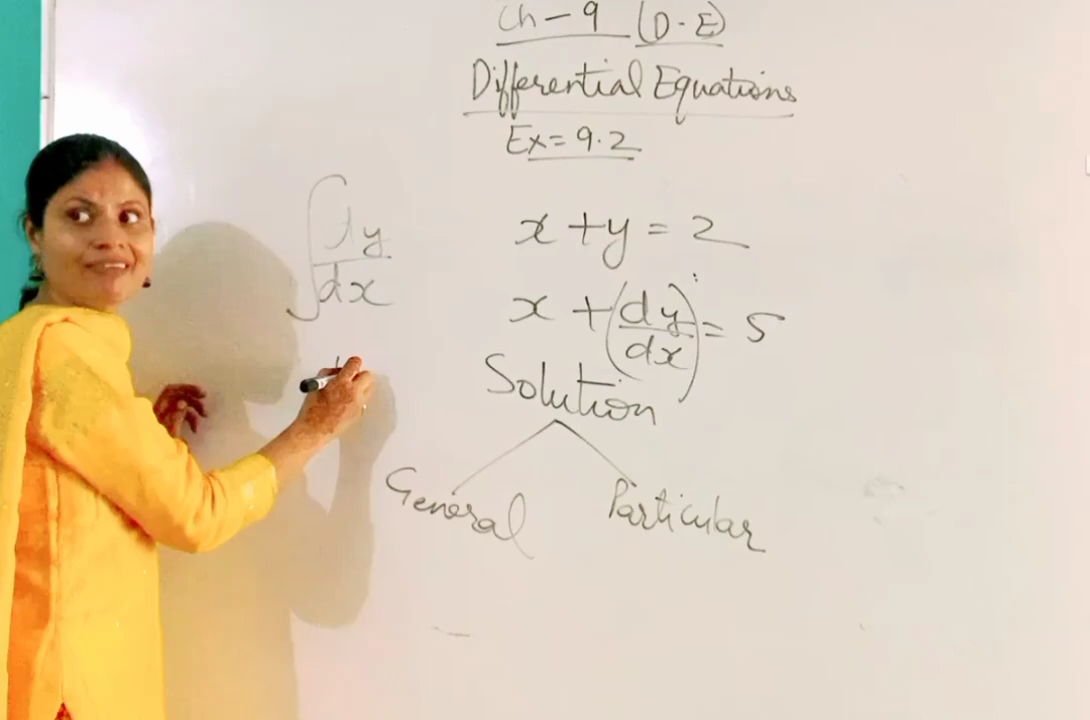 Ch-9 (D.E)
Differential Equations
Ex=9.2
∫dy/dx
x+y=2
x+(dy/dx)=5
Solution
General Particular